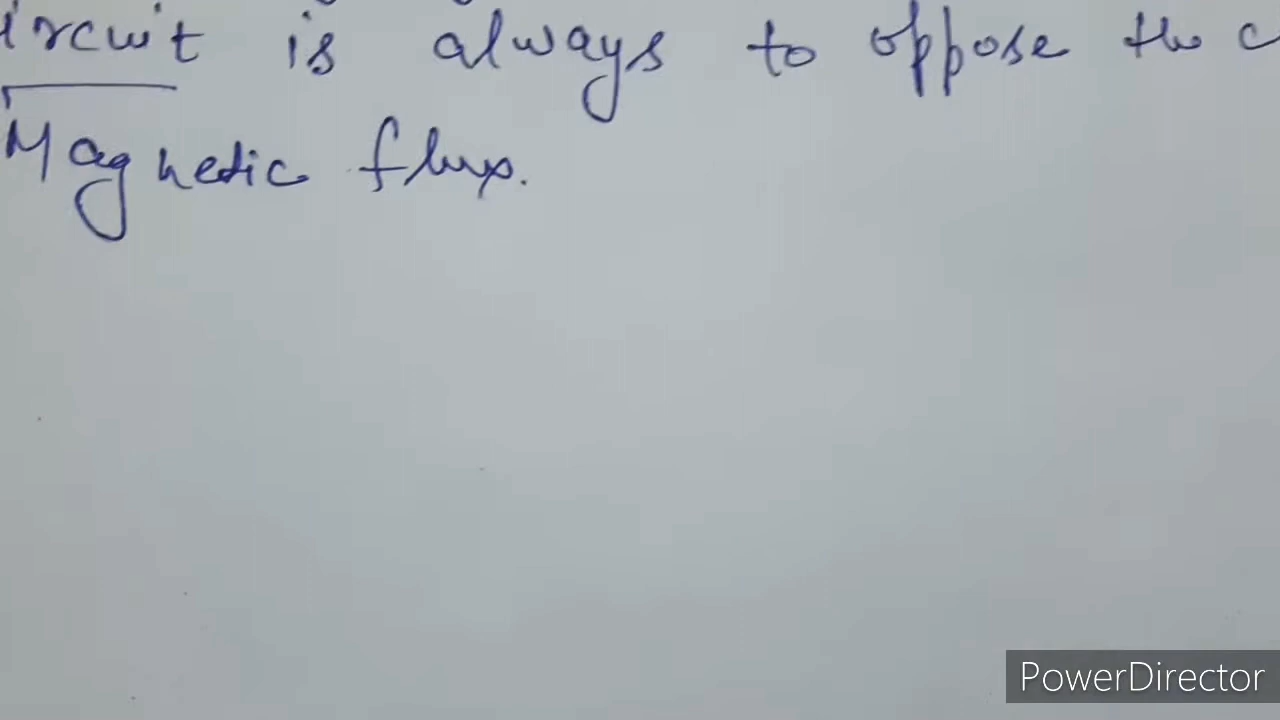 ircuit is always to oppose the c
Magnetic flux.
PowerDirector